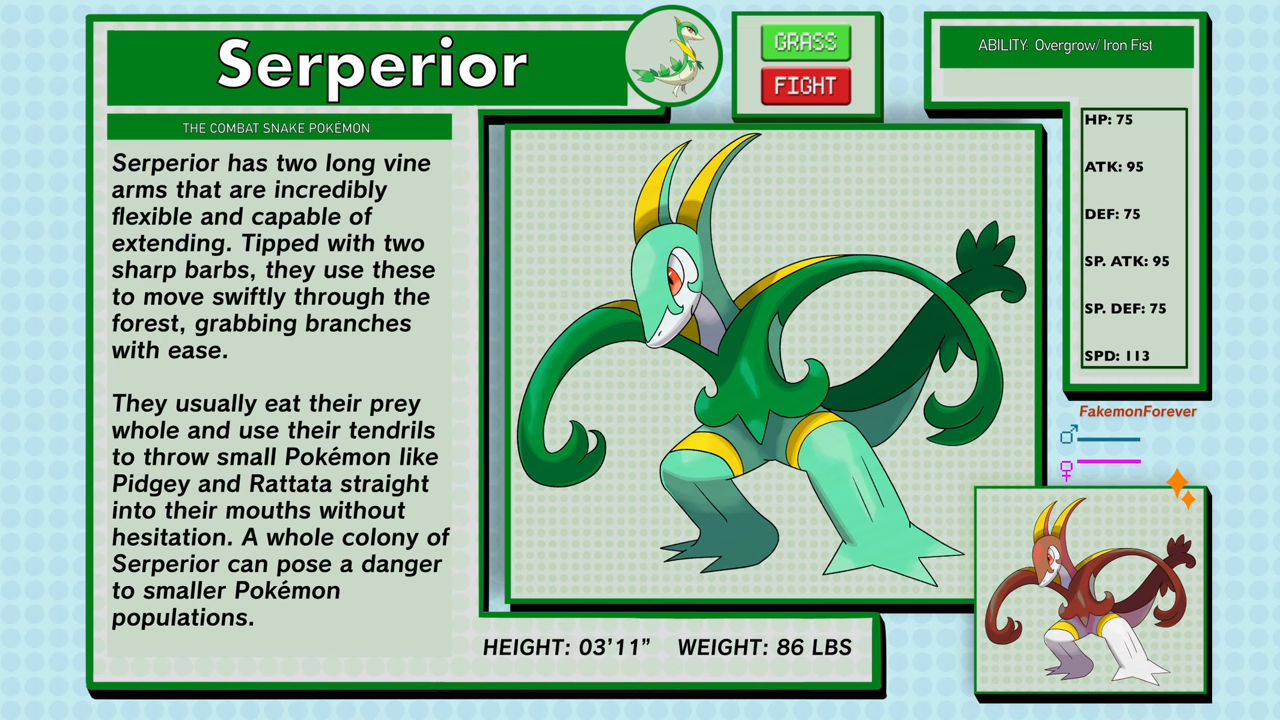 Serperior
GRASS
FIGHT
ABILITY: Overgrow/ Iron Fist
THE COMBAT SNAKE POKÉMON
Serperior has two long vine
arms that are incredibly
flexible and capable of
extending. Tipped with two
sharp barbs, they use these
to move swiftly through the
forest, grabbing branches
with ease.
They usually eat their prey
whole and use their tendrils
to throw small Pokémon like
Pidgey and Rattata straight
into their mouths without
hesitation. A whole colony of
Serperior can pose a danger
to smaller Pokémon
populations.
HP: 75
ATK: 95
DEF: 75
SP. ATK: 95
SP. DEF: 75
SPD: 113
FakemonForever
♂
♀
HEIGHT: 03’11” WEIGHT: 86 LBS